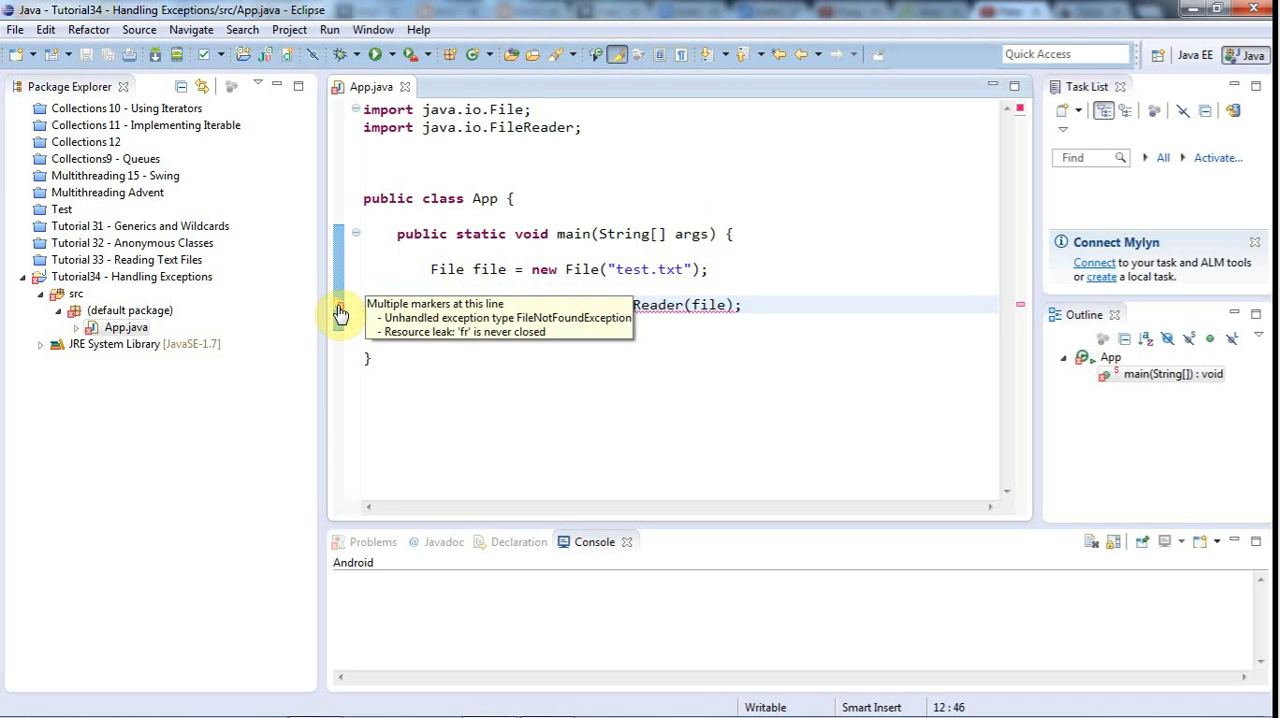 Java - Tutorial34 - Handling Exceptions/src/App.java - Eclipse
File Edit Refactor Source Navigate Search Project Run Window Help
Quick Access
Java EE
Java
Package Explorer
Collections 10 - Using Iterators
Collections 11 - Implementing Iterable
Collections 12
Collections9 - Queues
Multithreading 15 - Swing
Multithreading Advent
Test
Tutorial 31 - Generics and Wildcards
Tutorial 32 - Anonymous Classes
Tutorial 33 - Reading Text Files
Tutorial34 - Handling Exceptions
src
(default package)
App.java
JRE System Library [JavaSE-1.7]
App.java
import java.io.File;
import java.io.FileReader;
public class App {
public static void main(String[] args) {
File file = new File("test.txt");
Reader(file);
Multiple markers at this line
- Unhandled exception type FileNotFoundException
- Resource leak: 'fr' is never closed
}
Task List
Find
All
Activate...
Connect Mylyn
Connect to your task and ALM tools
or create a local task.
Outline
App
main(String[]) : void
Problems
@ Javadoc
Declaration
Console
Android
Writable
Smart Insert
12 : 46